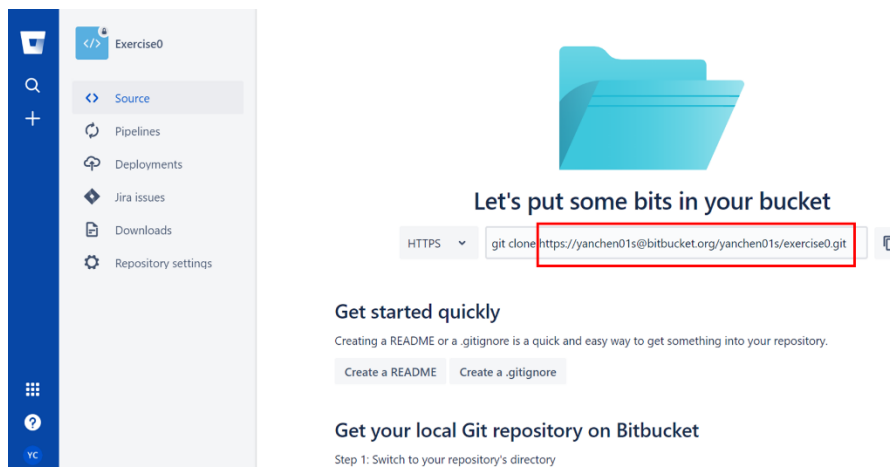 </> Exercise0
Source
Pipelines
Deployments
Jira issues
Downloads
Repository settings
YC
Let's put some bits in your bucket
HTTPS git clone https://yanchen01s@bitbucket.org/yanchen01s/exercise0.git
Get started quickly
Creating a README or a .gitignore is a quick and easy way to get something into your repository.
Create a README Create a .gitignore
Get your local Git repository on Bitbucket
Step 1: Switch to your repository's directory